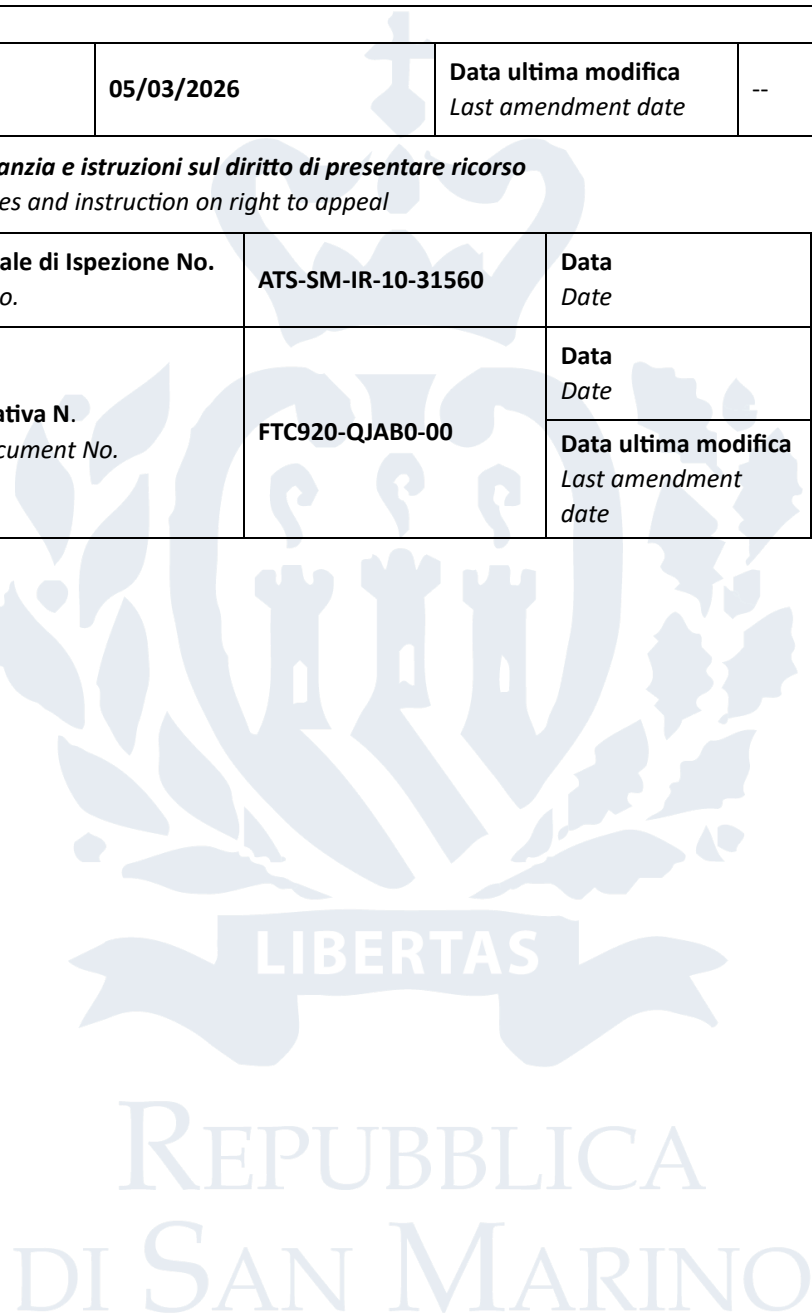 05/03/2026
Data ultima modifica
Last amendment date
--
anzia e istruzioni sul diritto di presentare ricorso
es and instruction on right to appeal
ale di Ispezione No.
o.
ATS-SM-IR-10-31560
Data
Date
ativa N.
cument No.
FTC920-QJAB0-00
Data
Date
Data ultima modifica
Last amendment
date
LIBERTAS
REPUBBLICA
DI SAN MARINO